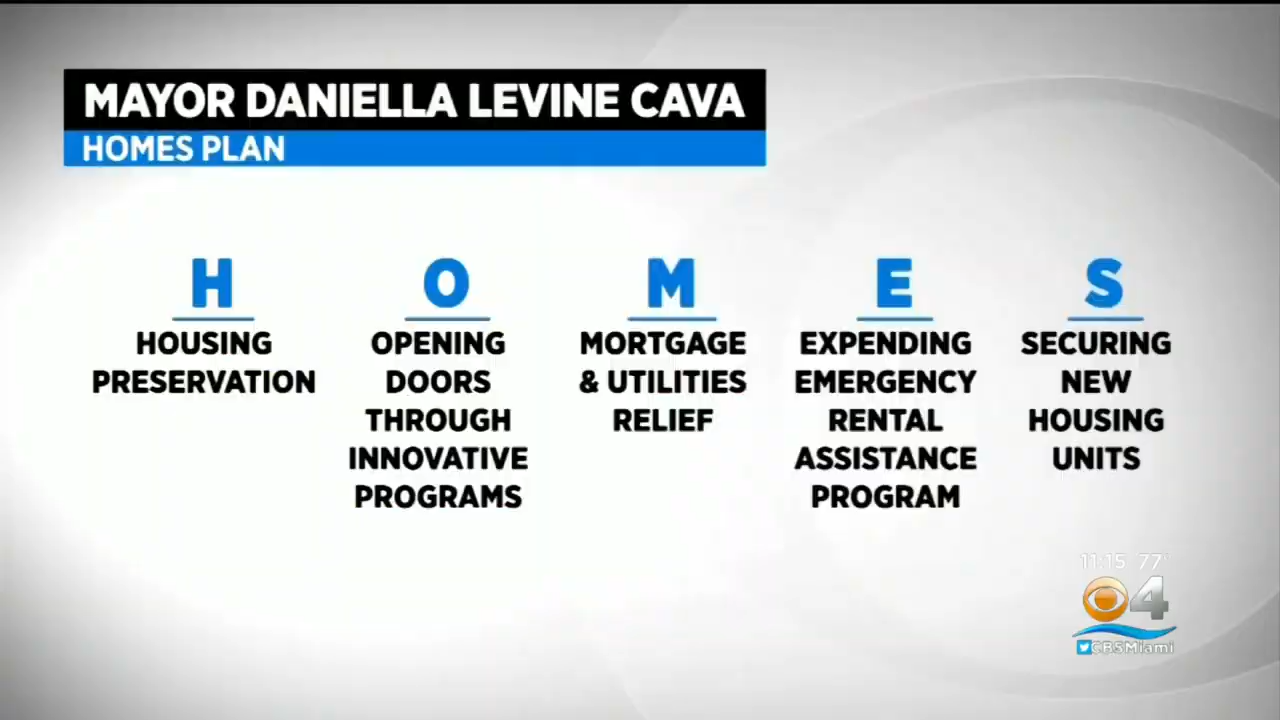 MAYOR DANIELLA LEVINE CAVA
HOMES PLAN
H
HOUSING
PRESERVATION
O
OPENING
DOORS
THROUGH
INNOVATIVE
PROGRAMS
M
MORTGAGE
& UTILITIES
RELIEF
E
EXPENDING
EMERGENCY
RENTAL
ASSISTANCE
PROGRAM
S
SECURING
NEW
HOUSING
UNITS
11:15 77°
4
@CBSMiami